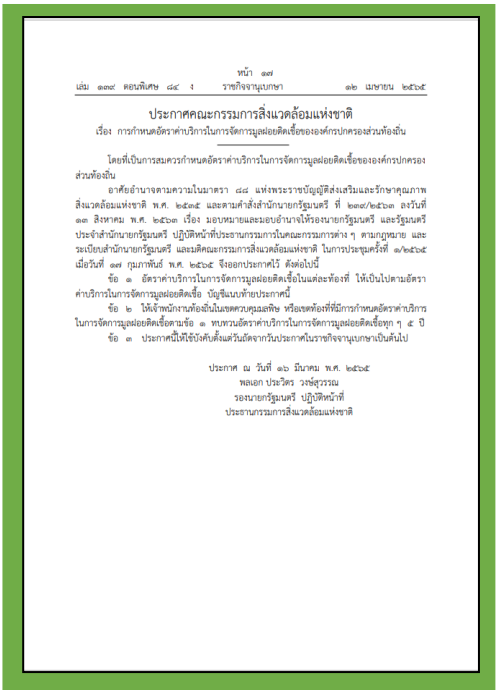 หน้า ๑๗
เล่ม ๑๓๙ ตอนพิเศษ ๘๔ ง ราชกิจจานุเบกษา ๑๒ เมษายน ๒๕๖๕
ประกาศคณะกรรมการสิ่งแวดล้อมแห่งชาติ
เรื่อง การกำหนดอัตราค่าบริการในการจัดการมูลฝอยติดเชื้อขององค์กรปกครองส่วนท้องถิ่น
โดยที่เป็นการสมควรกำหนดอัตราค่าบริการในการจัดการมูลฝอยติดเชื้อขององค์กรปกครอง
ส่วนท้องถิ่น
อาศัยอำนาจตามความในมาตรา ๘๘ แห่งพระราชบัญญัติส่งเสริมและรักษาคุณภาพ
สิ่งแวดล้อมแห่งชาติ พ.ศ. ๒๕๓๕ และตามคำสั่งสำนักนายกรัฐมนตรี ที่ ๒๓๙/๒๕๖๓ ลงวันที่
๑๓ สิงหาคม พ.ศ. ๒๕๖๓ เรื่อง มอบหมายและมอบอำนาจให้รองนายกรัฐมนตรี และรัฐมนตรี
ประจำสำนักนายกรัฐมนตรี ปฏิบัติหน้าที่ประธานกรรมการในคณะกรรมการต่าง ๆ ตามกฎหมาย และ
ระเบียบสำนักนายกรัฐมนตรี และมติคณะกรรมการสิ่งแวดล้อมแห่งชาติ ในการประชุมครั้งที่ ๑/๒๕๖๕
เมื่อวันที่ ๑๗ กุมภาพันธ์ พ.ศ. ๒๕๖๕ จึงออกประกาศไว้ ดังต่อไปนี้
ข้อ ๑ อัตราค่าบริการในการจัดการมูลฝอยติดเชื้อในแต่ละท้องที่ ให้เป็นไปตามอัตรา
ค่าบริการในการจัดการมูลฝอยติดเชื้อ บัญชีแนบท้ายประกาศนี้
ข้อ ๒ ให้เจ้าพนักงานท้องถิ่นในเขตควบคุมมลพิษ หรือเขตท้องที่ที่มีการกำหนดอัตราค่าบริการ
ในการจัดการมูลฝอยติดเชื้อตามข้อ ๑ ทบทวนอัตราค่าบริการในการจัดการมูลฝอยติดเชื้อทุก ๆ ๕ ปี
ข้อ ๓ ประกาศนี้ให้ใช้บังคับตั้งแต่วันถัดจากวันประกาศในราชกิจจานุเบกษาเป็นต้นไป
ประกาศ ณ วันที่ ๑๖ มีนาคม พ.ศ. ๒๕๖๕
พลเอก ประวิตร วงษ์สุวรรณ
รองนายกรัฐมนตรี ปฏิบัติหน้าที่
ประธานกรรมการสิ่งแวดล้อมแห่งชาติ